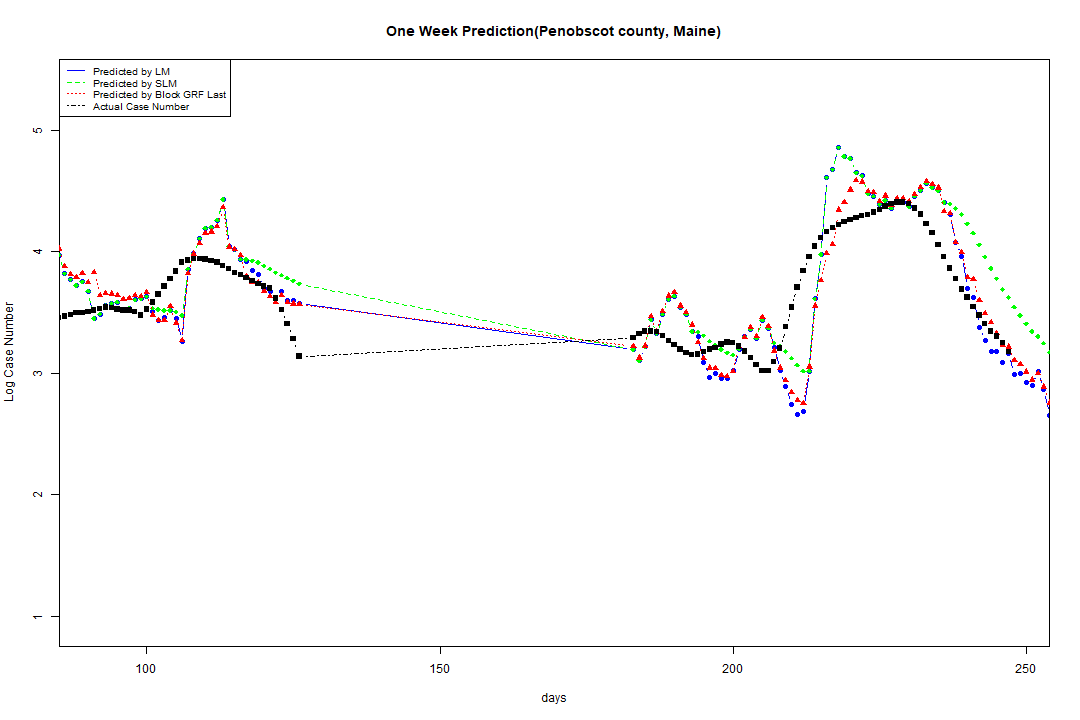 One Week Prediction(Penobscot county, Maine)
Predicted by LM
Predicted by SLM
Predicted by Block GRF Last
Actual Case Number
5
4
3
2
1
Log Case Number
100
150
200
250
days